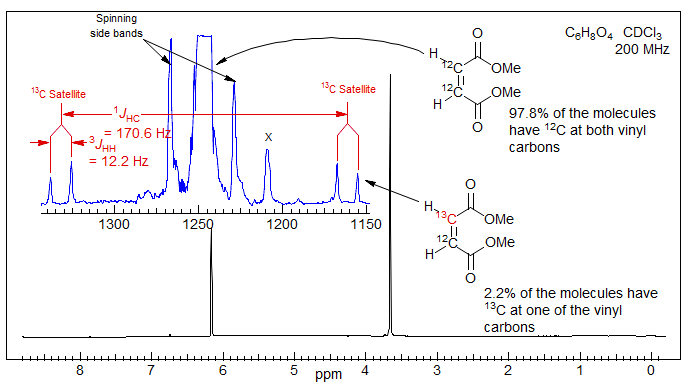 Spinning
side bands
C₆H₈O₄ CDCl₃
200 MHz
¹³C Satellite
¹J_HC
= 170.6 Hz
³J_HH
= 12.2 Hz
¹³C Satellite
X
1300 1250 1200 1150
H
¹²C
¹²C
H
O
OMe
OMe
O
97.8% of the molecules
have ¹²C at both vinyl
carbons
H
¹³C
¹²C
H
O
OMe
OMe
O
2.2% of the molecules have
¹³C at one of the vinyl
carbons
8 7 6 5 4 3 2 1 0
ppm